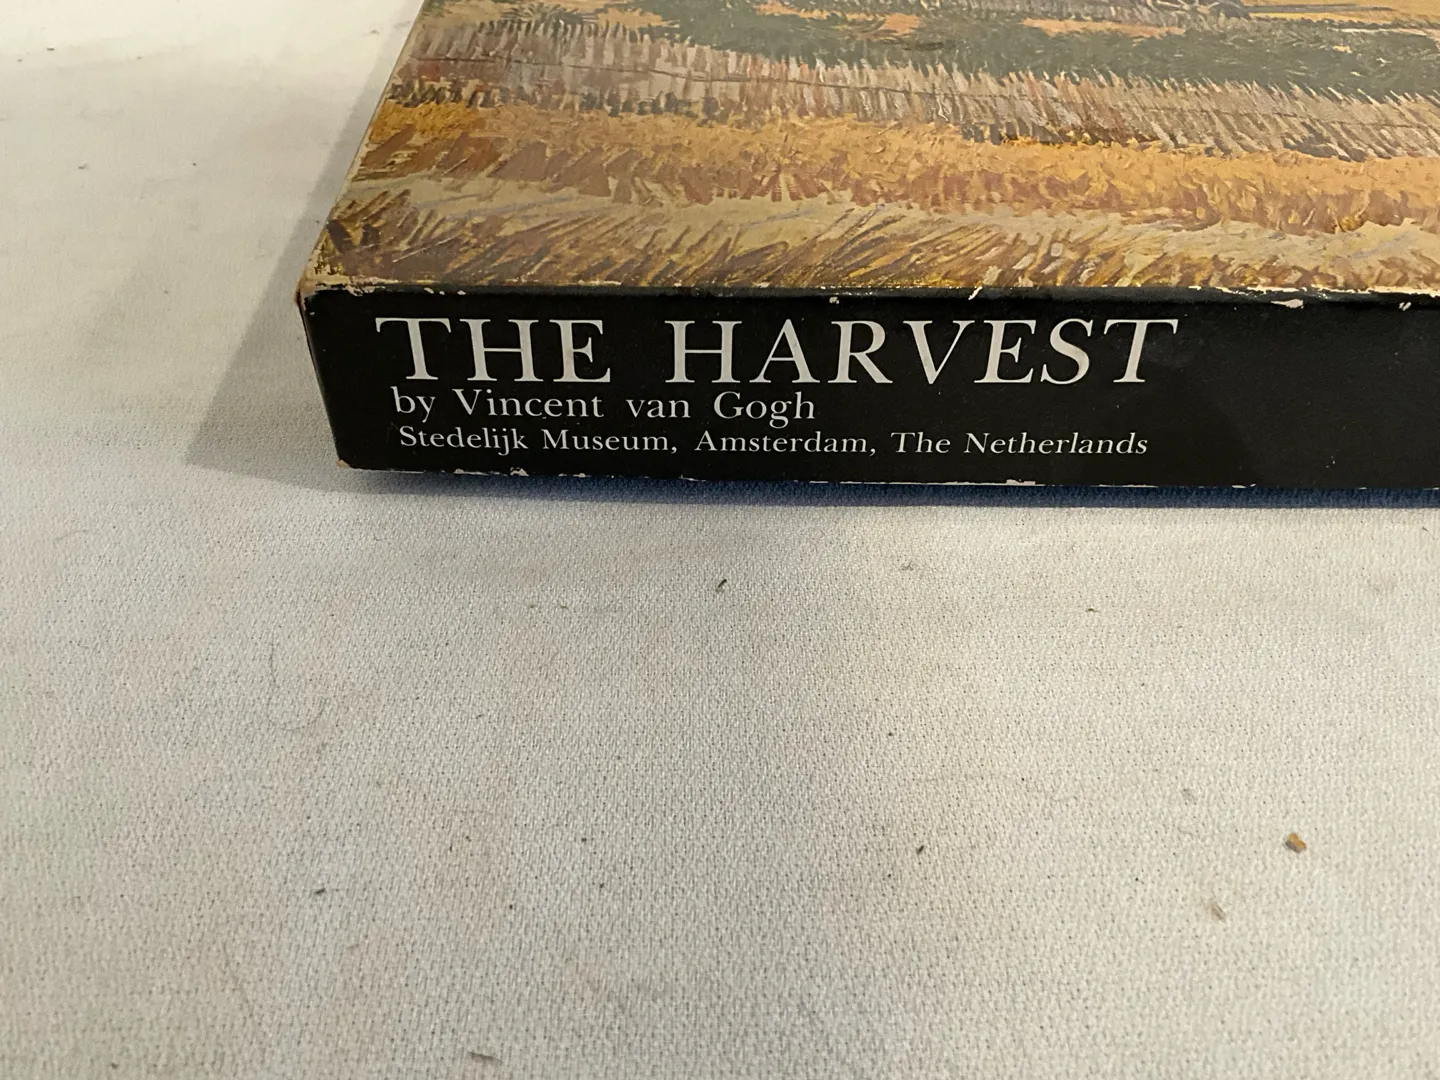 THE HARVEST
by Vincent van Gogh
Stedelijk Museum, Amsterdam, The Netherlands